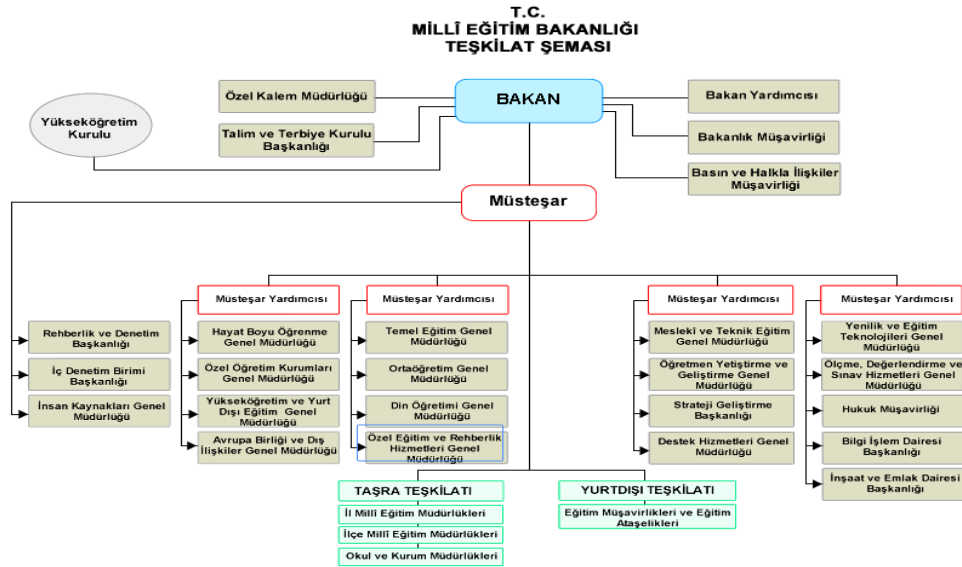 T.C.
MİLLÎ EĞİTİM BAKANLIĞI
TEŞKİLAT ŞEMASI
BAKAN
Özel Kalem Müdürlüğü
Talim ve Terbiye Kurulu
Başkanlığı
Yükseköğretim
Kurulu
Bakan Yardımcısı
Bakanlık Müşavirliği
Basın ve Halkla İlişkiler
Müşavirliği
Müsteşar
Rehberlik ve Denetim
Başkanlığı
İç Denetim Birimi
Başkanlığı
İnsan Kaynakları Genel
Müdürlüğü
Müsteşar Yardımcısı
Hayat Boyu Öğrenme
Genel Müdürlüğü
Özel Öğretim Kurumları
Genel Müdürlüğü
Yükseköğretim ve Yurt
Dışı Eğitim Genel
Müdürlüğü
Avrupa Birliği ve Dış
İlişkiler Genel Müdürlüğü
Müsteşar Yardımcısı
Temel Eğitim Genel
Müdürlüğü
Ortaöğretim Genel
Müdürlüğü
Din Öğretimi Genel
Müdürlüğü
Özel Eğitim ve Rehberlik
Hizmetleri Genel
Müdürlüğü
Müsteşar Yardımcısı
Meslekî ve Teknik Eğitim
Genel Müdürlüğü
Öğretmen Yetiştirme ve
Geliştirme Genel
Müdürlüğü
Strateji Geliştirme
Başkanlığı
Destek Hizmetleri Genel
Müdürlüğü
Müsteşar Yardımcısı
Yenilik ve Eğitim
Teknolojileri Genel
Müdürlüğü
Ölçme, Değerlendirme ve
Sınav Hizmetleri Genel
Müdürlüğü
Hukuk Müşavirliği
Bilgi İşlem Dairesi
Başkanlığı
İnşaat ve Emlak Dairesi
Başkanlığı
TAŞRA TEŞKİLATI
İl Millî Eğitim Müdürlükleri
İlçe Millî Eğitim Müdürlükleri
Okul ve Kurum Müdürlükleri
YURTDIŞI TEŞKİLATI
Eğitim Müşavirlikleri ve Eğitim
Ataşelikleri